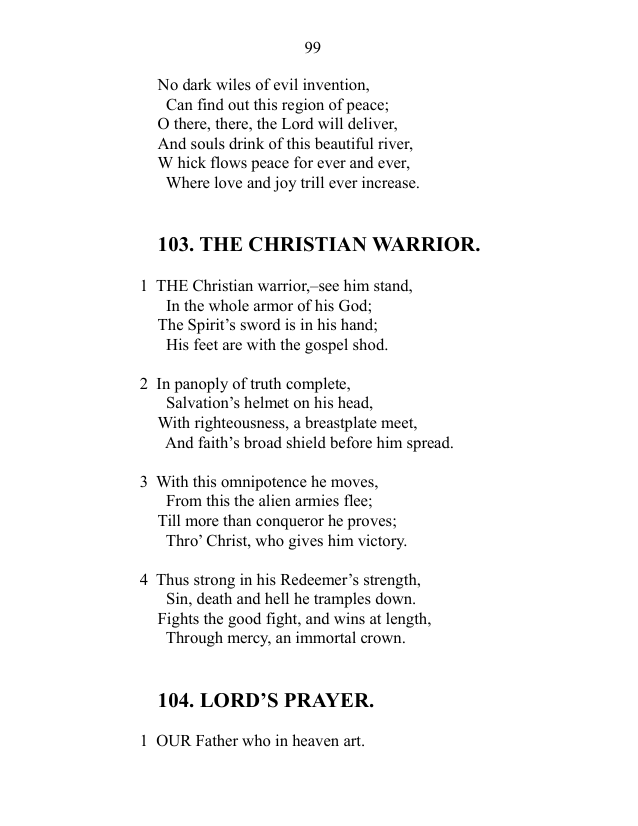 99
No dark wiles of evil invention,
Can find out this region of peace;
O there, there, the Lord will deliver,
And souls drink of this beautiful river,
W hick flows peace for ever and ever,
Where love and joy trill ever increase.
103. THE CHRISTIAN WARRIOR.
1 THE Christian warrior,–see him stand,
In the whole armor of his God;
The Spirit’s sword is in his hand;
His feet are with the gospel shod.
2 In panoply of truth complete,
Salvation’s helmet on his head,
With righteousness, a breastplate meet,
And faith’s broad shield before him spread.
3 With this omnipotence he moves,
From this the alien armies flee;
Till more than conqueror he proves;
Thro’ Christ, who gives him victory.
4 Thus strong in his Redeemer’s strength,
Sin, death and hell he tramples down.
Fights the good fight, and wins at length,
Through mercy, an immortal crown.
104. LORD’S PRAYER.
1 OUR Father who in heaven art.